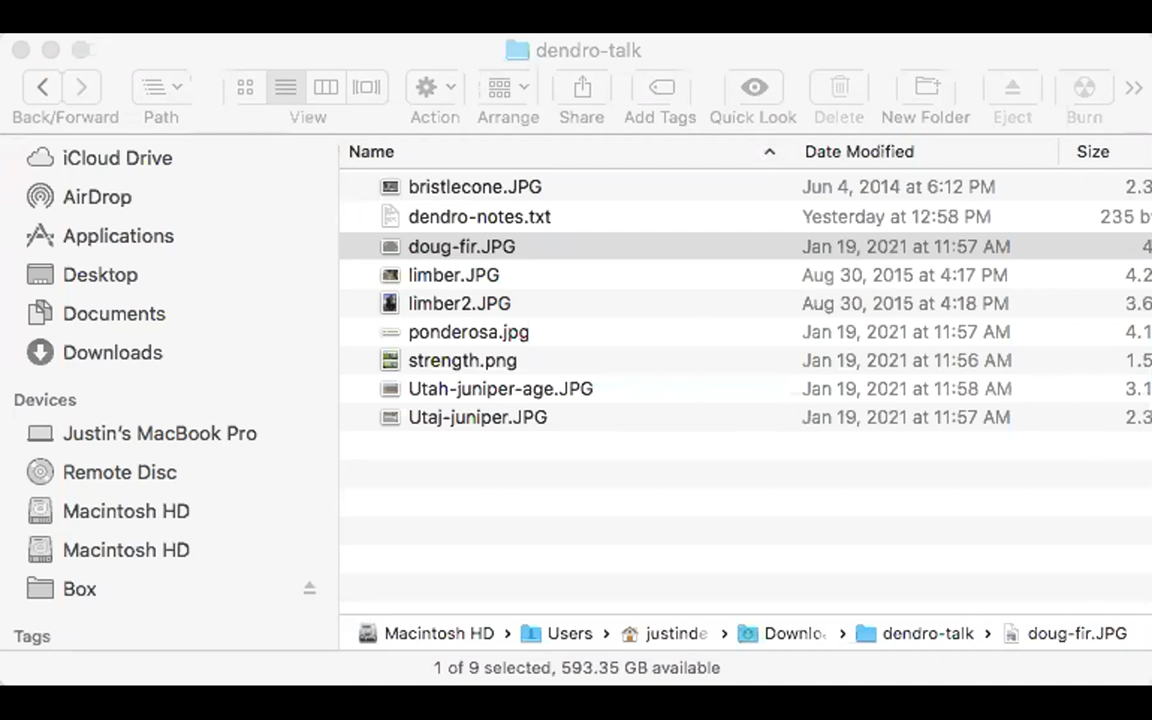 dendro-talk
Back/Forward Path View Action Arrange Share Add Tags Quick Look Delete New Folder Eject Burn
Name Date Modified Size
iCloud Drive
AirDrop
Applications
Desktop
Documents
Downloads
Devices
Justin's MacBook Pro
Remote Disc
Macintosh HD
Macintosh HD
Box
Tags
bristlecone.JPG Jun 4, 2014 at 6:12 PM 2.3
dendro-notes.txt Yesterday at 12:58 PM 235 b
doug-fir.JPG Jan 19, 2021 at 11:57 AM 4
limber.JPG Aug 30, 2015 at 4:17 PM 4.2
limber2.JPG Aug 30, 2015 at 4:18 PM 3.6
ponderosa.jpg Jan 19, 2021 at 11:57 AM 4.1
strength.png Jan 19, 2021 at 11:56 AM 1.5
Utah-juniper-age.JPG Jan 19, 2021 at 11:58 AM 3.1
Utaj-juniper.JPG Jan 19, 2021 at 11:57 AM 2.3
Macintosh HD › Users › justinde › Downlo › dendro-talk › doug-fir.JPG
1 of 9 selected, 593.35 GB available